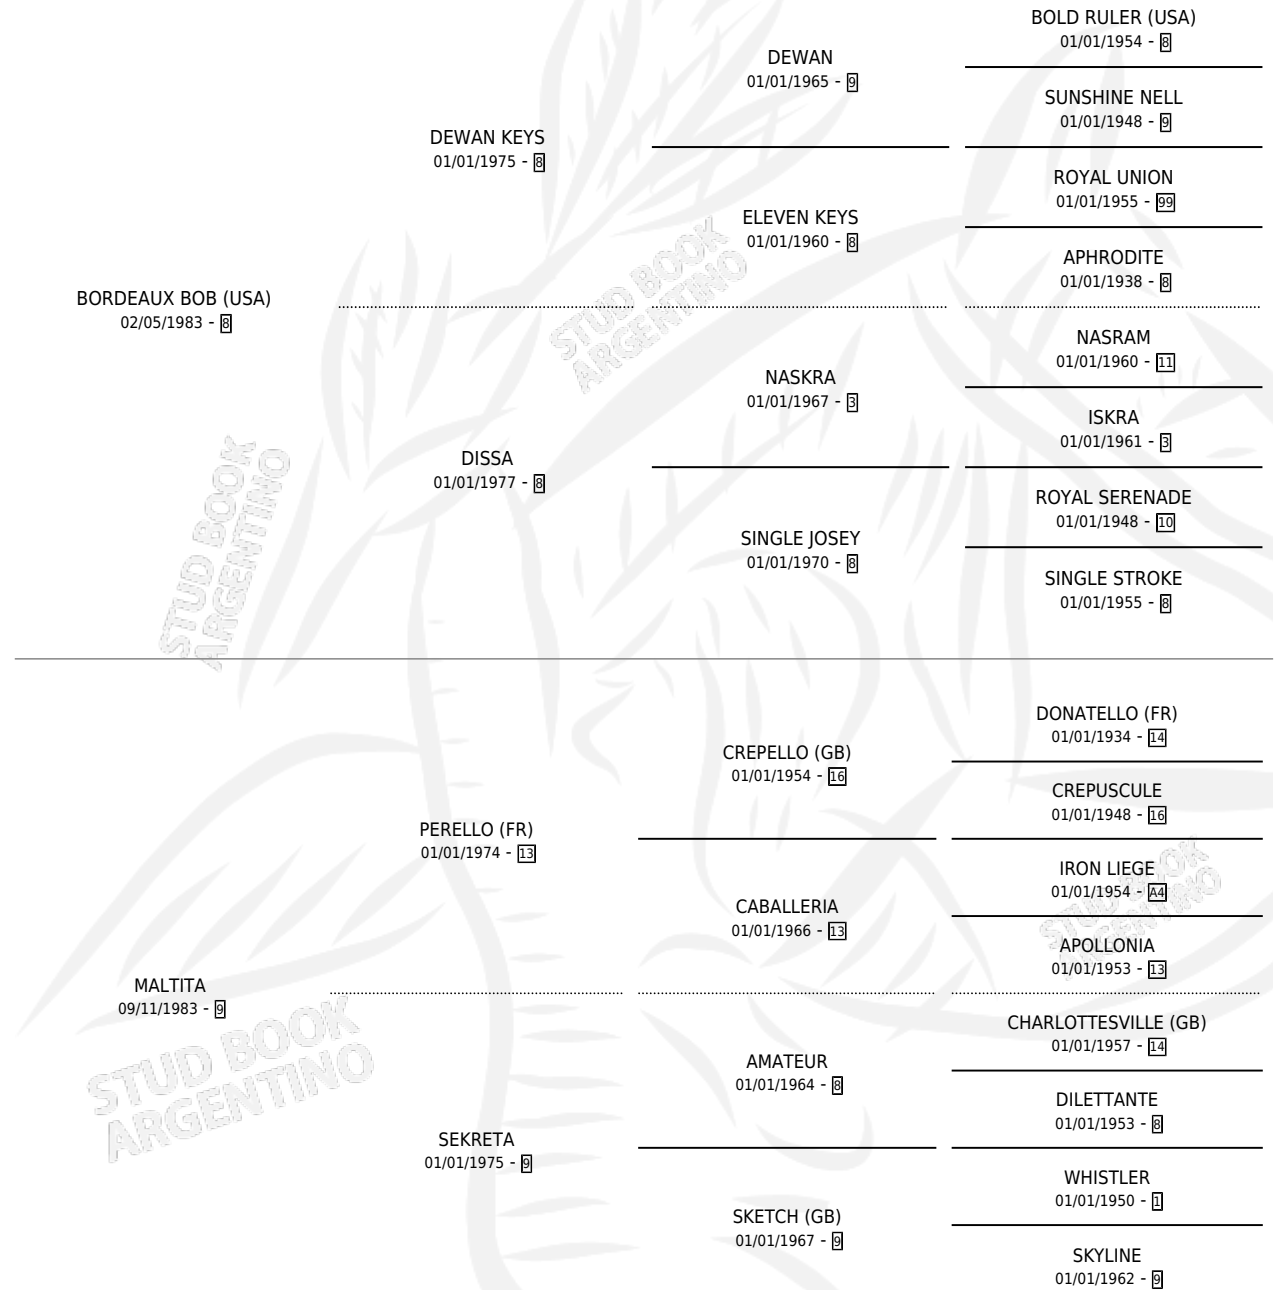 BOLD RULER (USA)
01/01/1954 - 8
DEWAN
01/01/1965 - 9
SUNSHINE NELL
01/01/1948 - 9
DEWAN KEYS
01/01/1975 - 8
ROYAL UNION
01/01/1955 - 99
ELEVEN KEYS
01/01/1960 - 8
APHRODITE
01/01/1938 - 8
BORDEAUX BOB (USA)
02/05/1983 - 8
NASRAM
01/01/1960 - 11
NASKRA
01/01/1967 - 3
ISKRA
01/01/1961 - 3
DISSA
01/01/1977 - 8
ROYAL SERENADE
01/01/1948 - 10
SINGLE JOSEY
01/01/1970 - 8
SINGLE STROKE
01/01/1955 - 8
DONATELLO (FR)
01/01/1934 - 14
CREPELLO (GB)
01/01/1954 - 16
CREPUSCULE
01/01/1948 - 16
PERELLO (FR)
01/01/1974 - 13
IRON LIEGE
01/01/1954 - A4
CABALLERIA
01/01/1966 - 13
APOLLONIA
01/01/1953 - 13
MALTITA
09/11/1983 - 9
CHARLOTTESVILLE (GB)
01/01/1957 - 14
AMATEUR
01/01/1964 - 8
DILETTANTE
01/01/1953 - 8
SEKRETA
01/01/1975 - 9
WHISTLER
01/01/1950 - 1
SKETCH (GB)
01/01/1967 - 9
SKYLINE
01/01/1962 - 9
STUD BOOK
ARGENTINO
STUD BOOK
ARGENTINO
STUD BOOK
ARGENTINO
STUD BOOK
ARGENTINO